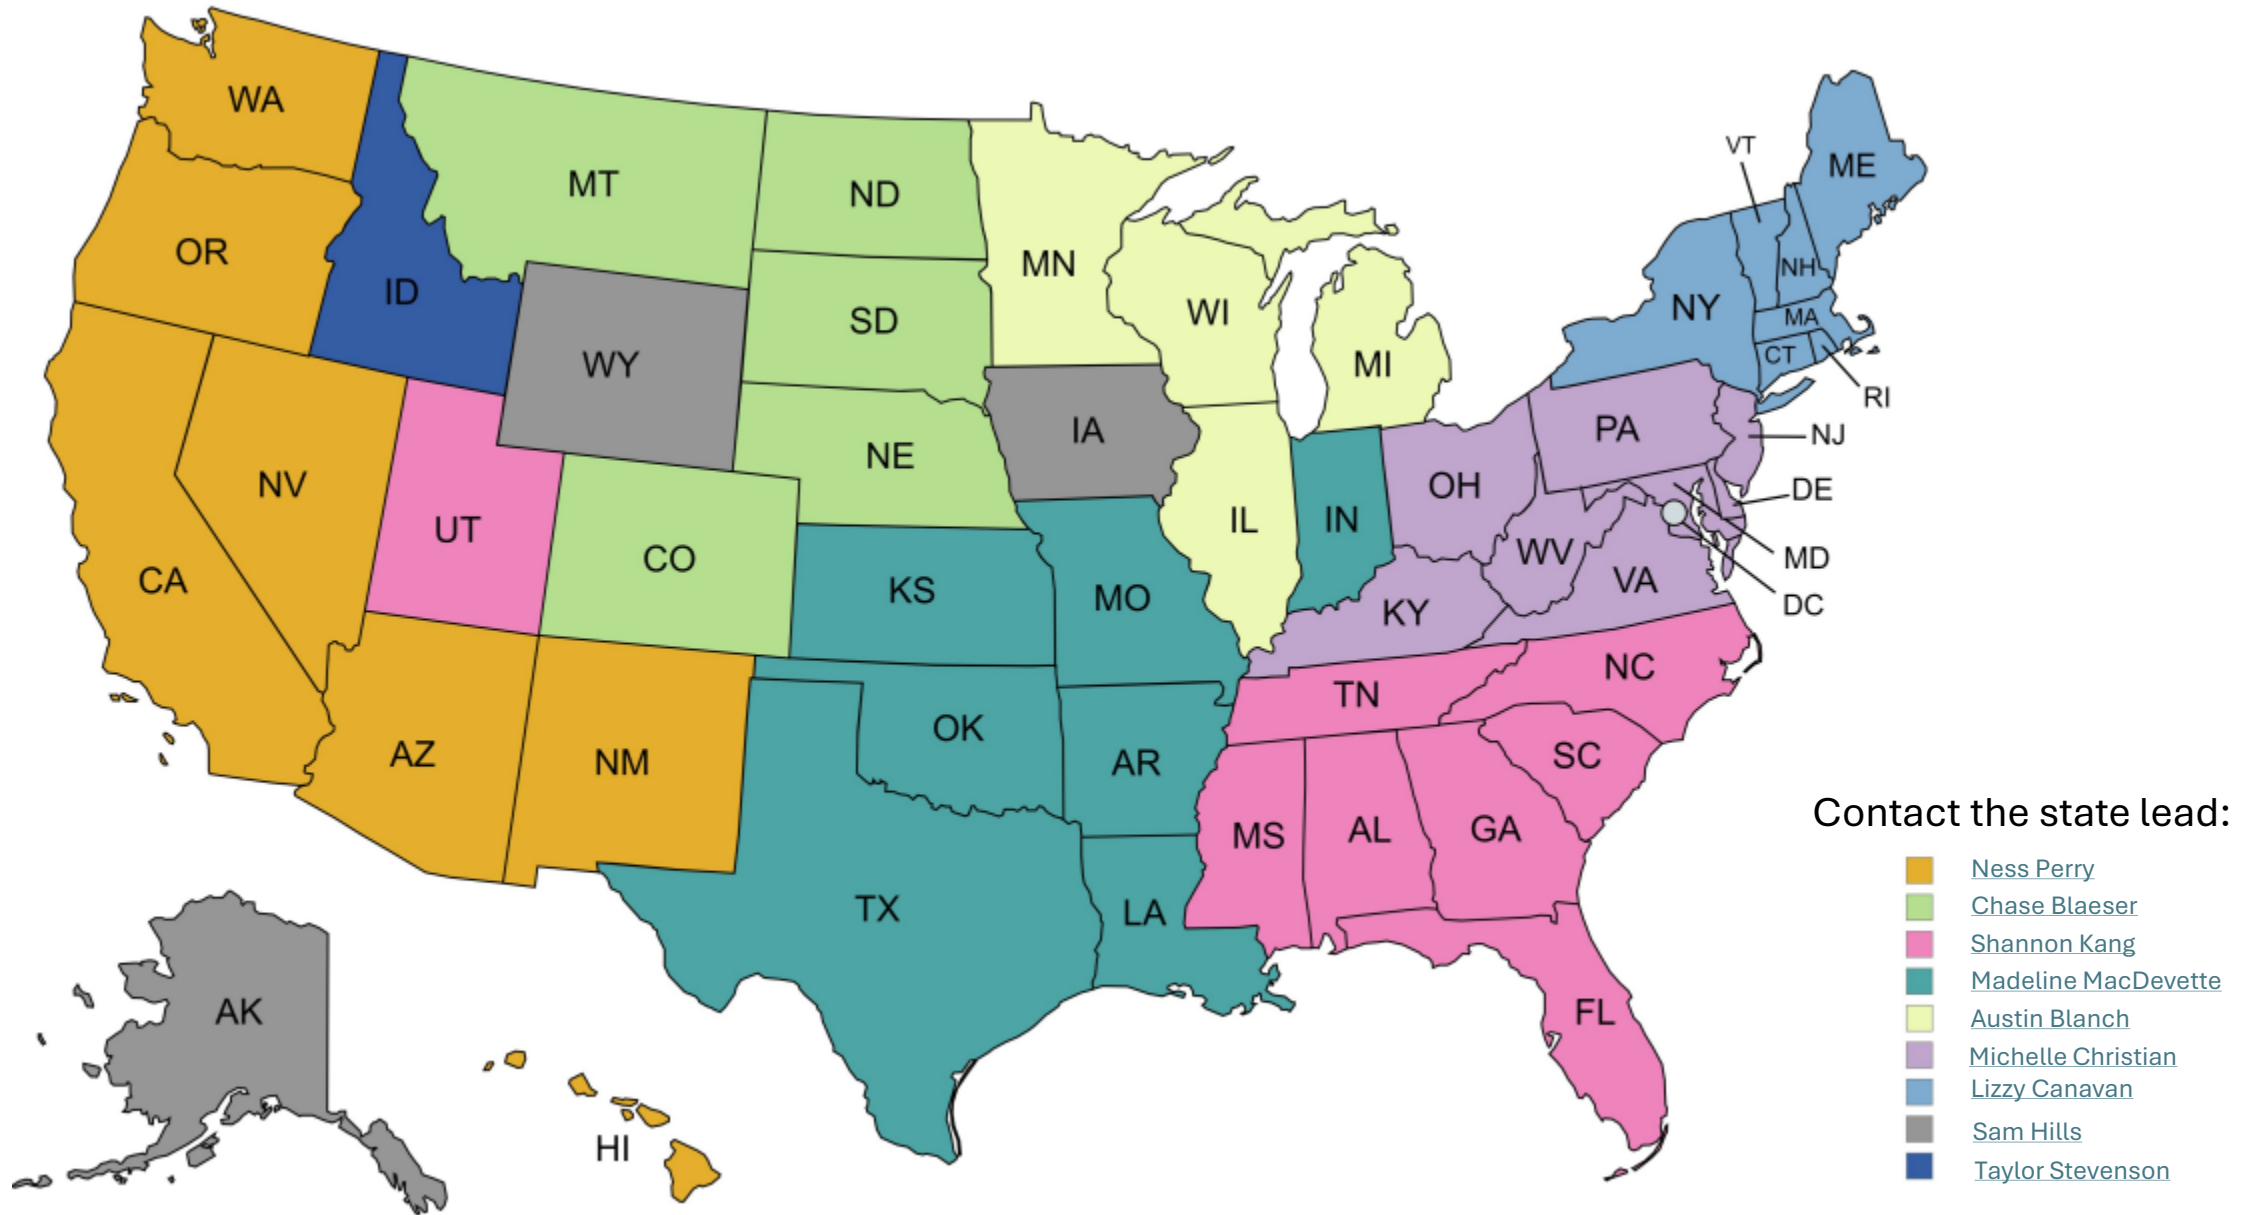 WA
VT
ME
MT
ND
OR
MN
NH
ID
NY
WI
SD
MA
CT
WY
MI
RI
IA
PA
NJ
NE
NV
OH
DE
IL
IN
UT
WV
MD
CO
CA
KS
MO
VA
DC
KY
NC
TN
OK
SC
AZ
NM
AR
MS
AL
GA
Contact the state lead:
Ness Perry
TX
LA
Chase Blaeser
Shannon Kang
Madeline MacDevette
AK
FL
Austin Blanch
Michelle Christian
Lizzy Canavan
HI
Sam Hills
Taylor Stevenson